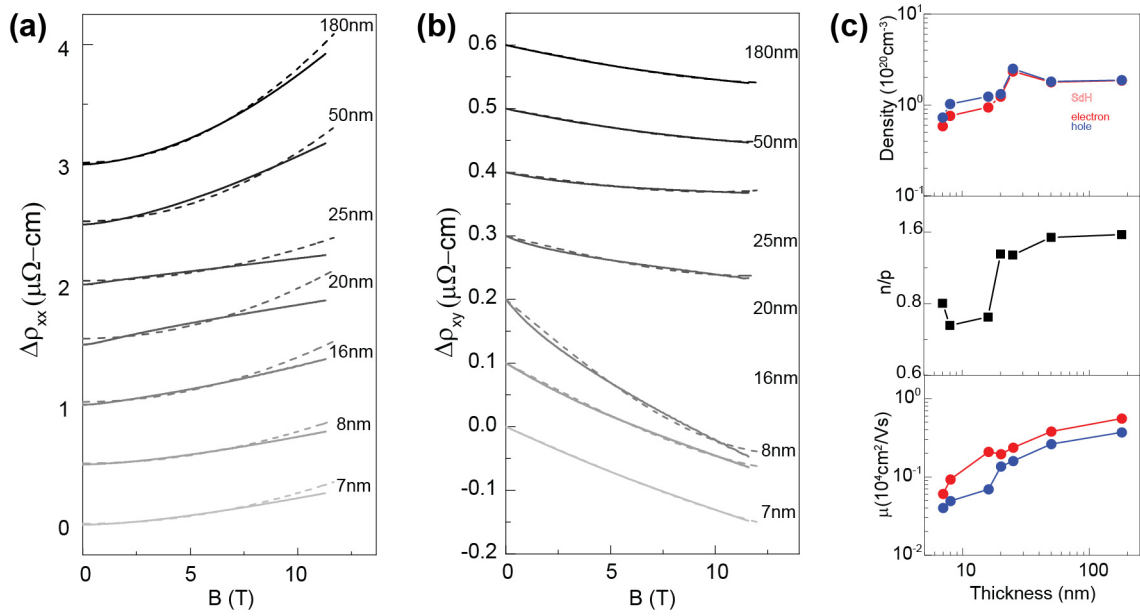 (a)
4
3
2
1
0
Δρxx (μΩ−cm)
180nm
50nm
25nm
20nm
16nm
8nm
7nm
0
5
10
B (T)
(b)
0.6
0.5
0.4
0.3
0.2
0.1
0.0
-0.1
-0.2
Δρxy (μΩ−cm)
180nm
50nm
25nm
20nm
16nm
8nm
7nm
0
5
10
B (T)
(c)
10¹
10⁰
10⁻¹
Density (10²⁰cm⁻³)
SdH
electron
hole
1.6
0.8
0.6
n/p
10⁰
10⁻¹
10⁻²
μ(10⁴cm²/Vs)
10
100
Thickness (nm)